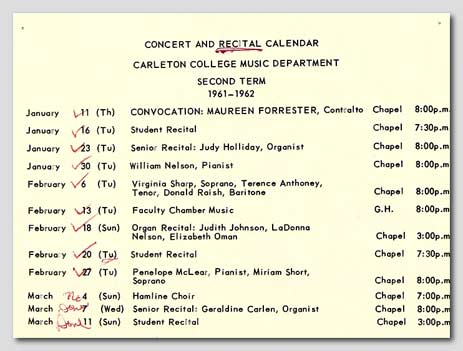 CONCERT AND RECITAL CALENDAR
CARLETON COLLEGE MUSIC DEPARTMENT
SECOND TERM
1961-1962
January 11 (Th) CONVOCATION: MAUREEN FORRESTER, Contralto Chapel 8:00p.m.
January 16 (Tu) Student Recital Chapel 7:30p.m.
January 23 (Tu) Senior Recital: Judy Holliday, Organist Chapel 8:00p.m.
January 30 (Tu) William Nelson, Pianist Chapel 8:00p.m.
February 6 (Tu) Virginia Sharp, Soprano, Terence Anthoney,
Tenor, Donald Raish, Baritone Chapel 8:00p.m.
February 13 (Tu) Faculty Chamber Music G.H. 8:00p.m.
February 18 (Sun) Organ Recital: Judith Johnson, LaDonna
Nelson, Elizabeth Oman Chapel 3:00p.m.
February 20 (Tu) Student Recital Chapel 7:30p.m.
February 27 (Tu) Penelope McLear, Pianist, Miriam Short,
Soprano Chapel 8:00p.m.
March No 4 (Sun) Hamline Choir Chapel 7:00p.m.
March 7 (Wed) Senior Recital: Geraldine Carlen, Organist Chapel 8:00p.m.
March 11 (Sun) Student Recital Chapel 3:00p.m.